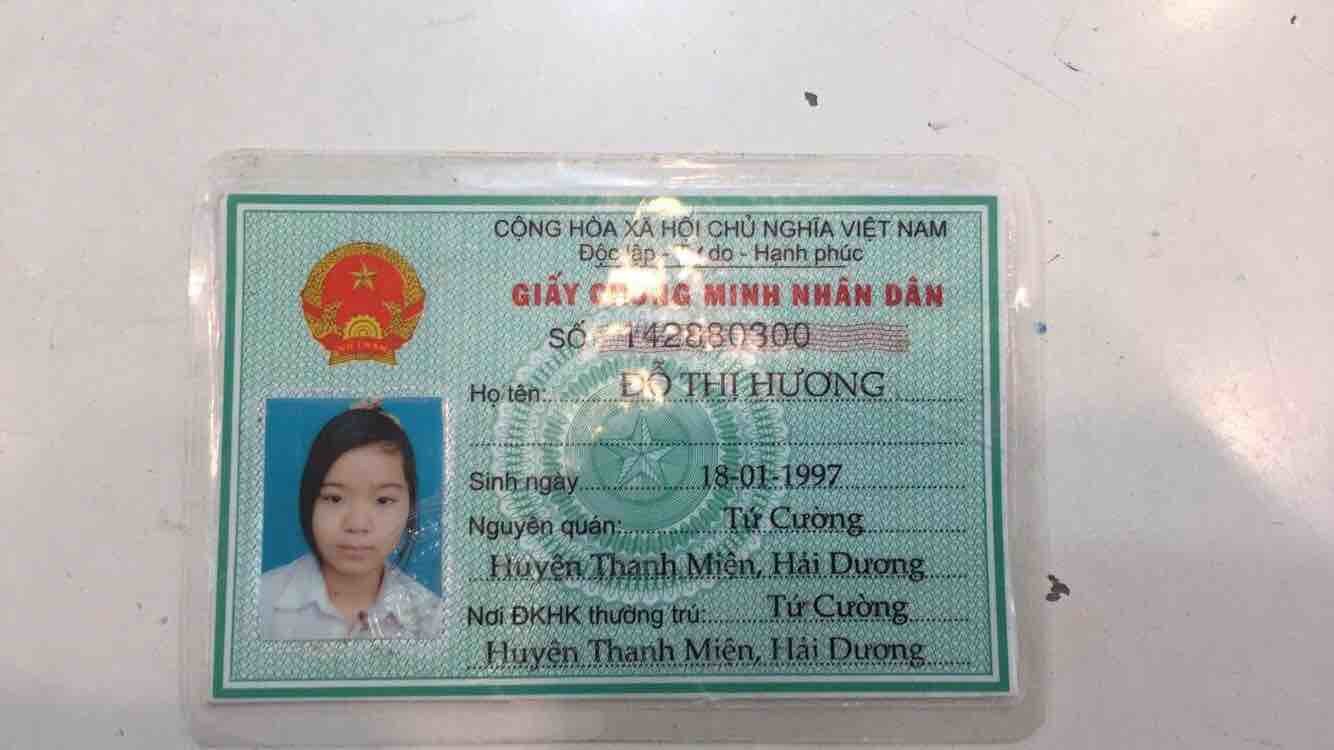 CỘNG HÒA XÃ HỘI CHỦ NGHĨA VIỆT NAM
Độc lập - Tự do - Hạnh phúc
GIẤY CHỨNG MINH NHÂN DÂN
SỐ 142880300
Họ tên: ĐỖ THỊ HƯƠNG
Sinh ngày 18-01-1997
Nguyên quán: Tứ Cường
Huyện Thanh Miện, Hải Dương
Nơi ĐKHK thường trú: Tứ Cường
Huyện Thanh Miện, Hải Dương